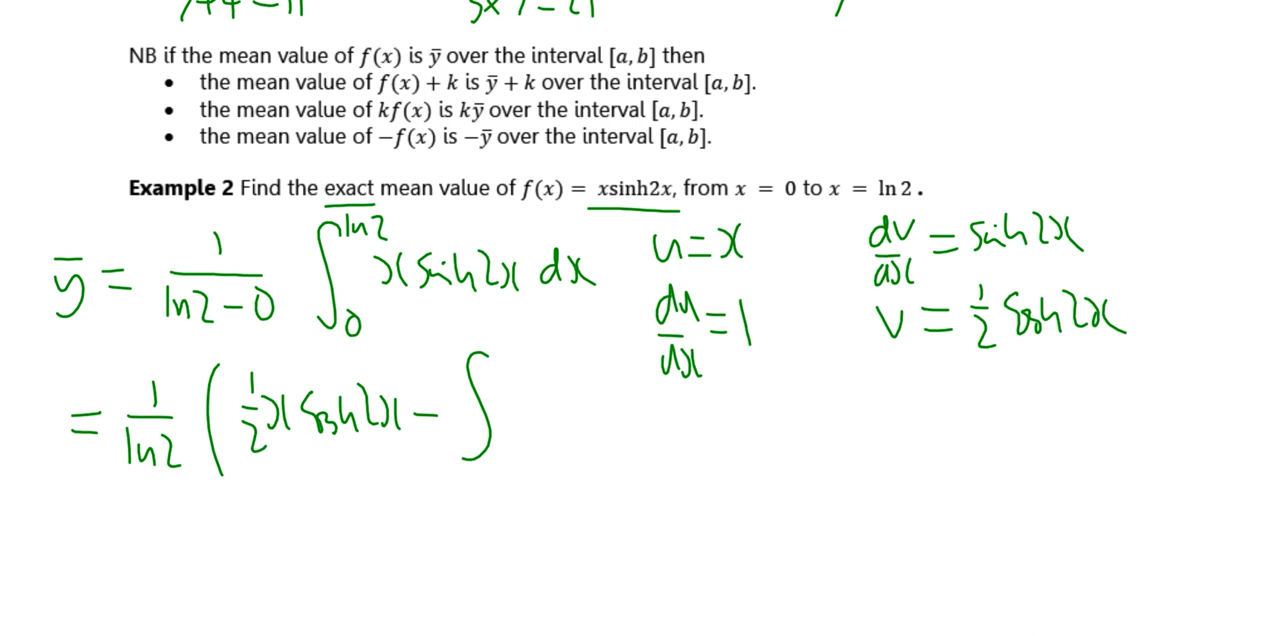 NB if the mean value of f(x) is ȳ over the interval [a, b] then
• the mean value of f(x) + k is ȳ + k over the interval [a, b].
• the mean value of kf(x) is kȳ over the interval [a, b].
• the mean value of −f(x) is −ȳ over the interval [a, b].
Example 2 Find the exact mean value of f(x) = xsinh2x, from x = 0 to x = ln 2 .
ȳ = 1/(ln2 − 0) ∫₀^ln2 x sinh2x dx
u = x
du/dx = 1
dv/dx = sinh2x
v = ½ cosh2x
= 1/ln2 ( ½x cosh2x − ∫